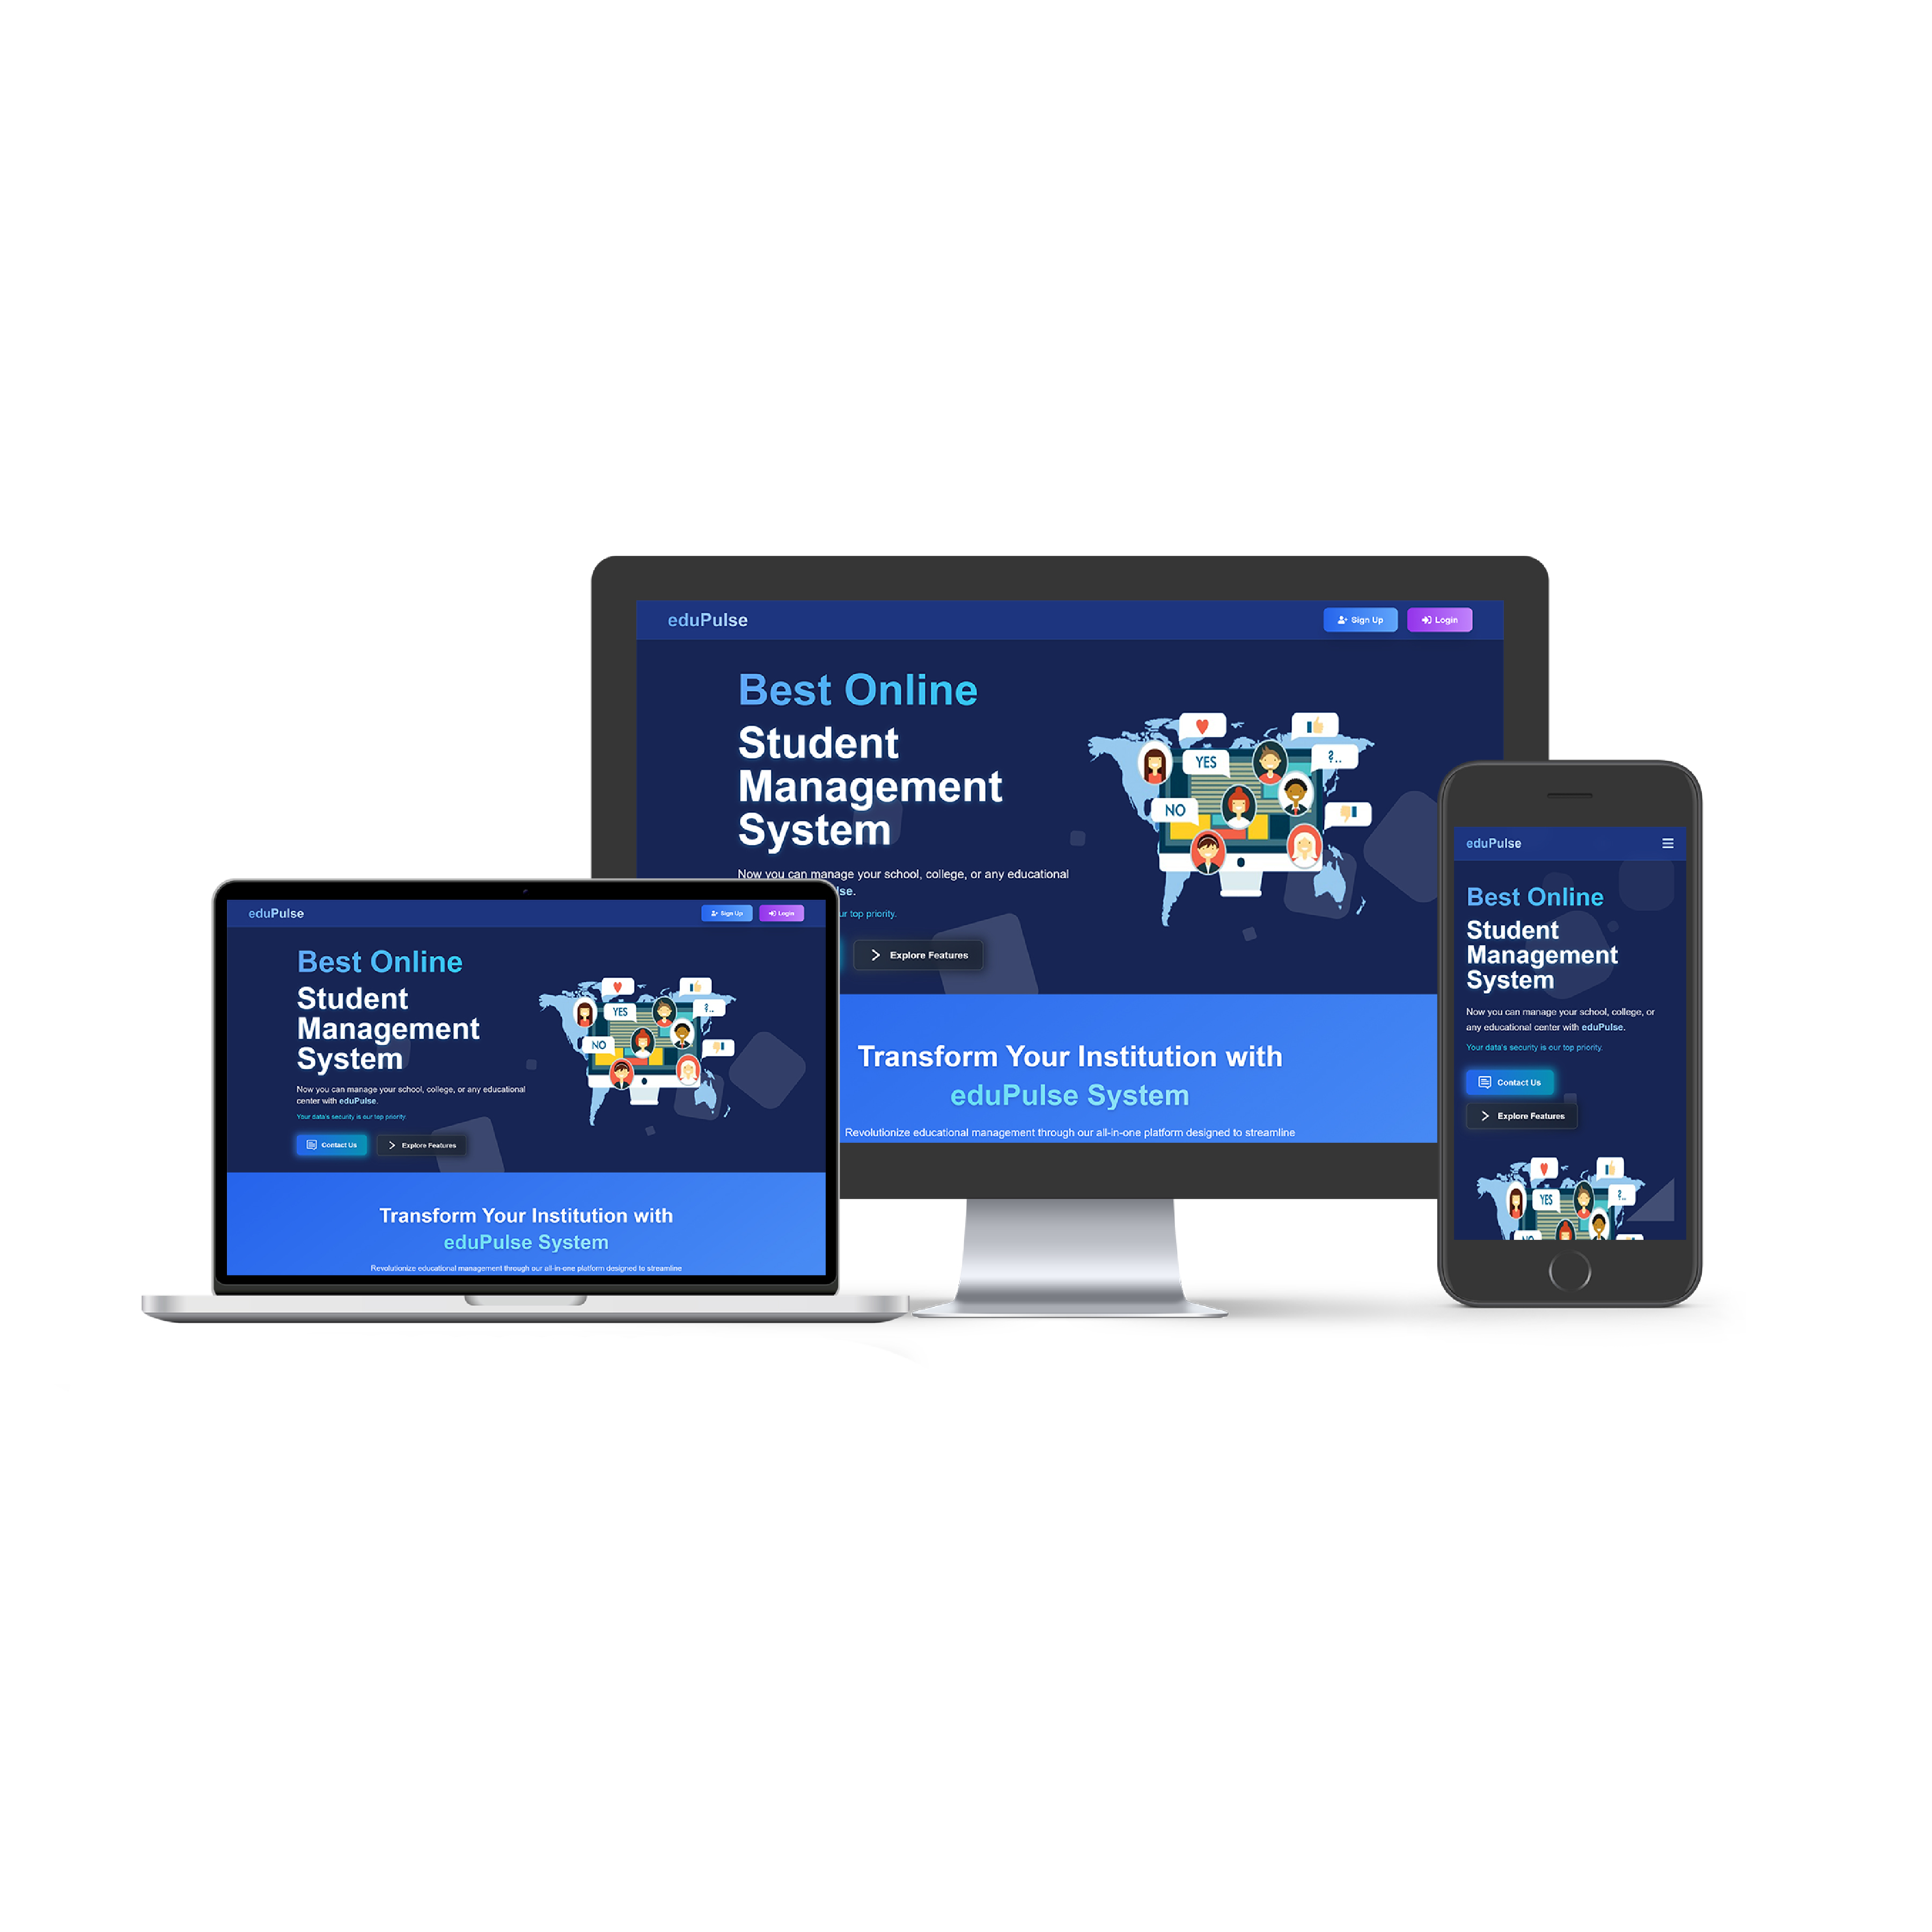 eduPulse
Sign Up
Login
Best Online
Student
Management
System
Now you can manage your school, college, or any educational
lse.
ur top priority.
Explore Features
YES
?..
NO
Transform Your Institution with
eduPulse System
Revolutionize educational management through our all-in-one platform designed to streamline
eduPulse
Sign Up
Login
Best Online
Student
Management
System
Now you can manage your school, college, or any educational
center with eduPulse.
Your data's security is our top priority
Contact Us
Explore Features
YES
?..
NO
Transform Your Institution with
eduPulse System
Revolutionize educational management through our all-in-one platform designed to streamline
eduPulse
Best Online
Student
Management
System
Now you can manage your school, college, or
any educational center with eduPulse.
Your data's security is our top priority.
Contact Us
Explore Features
YES
?..
NO